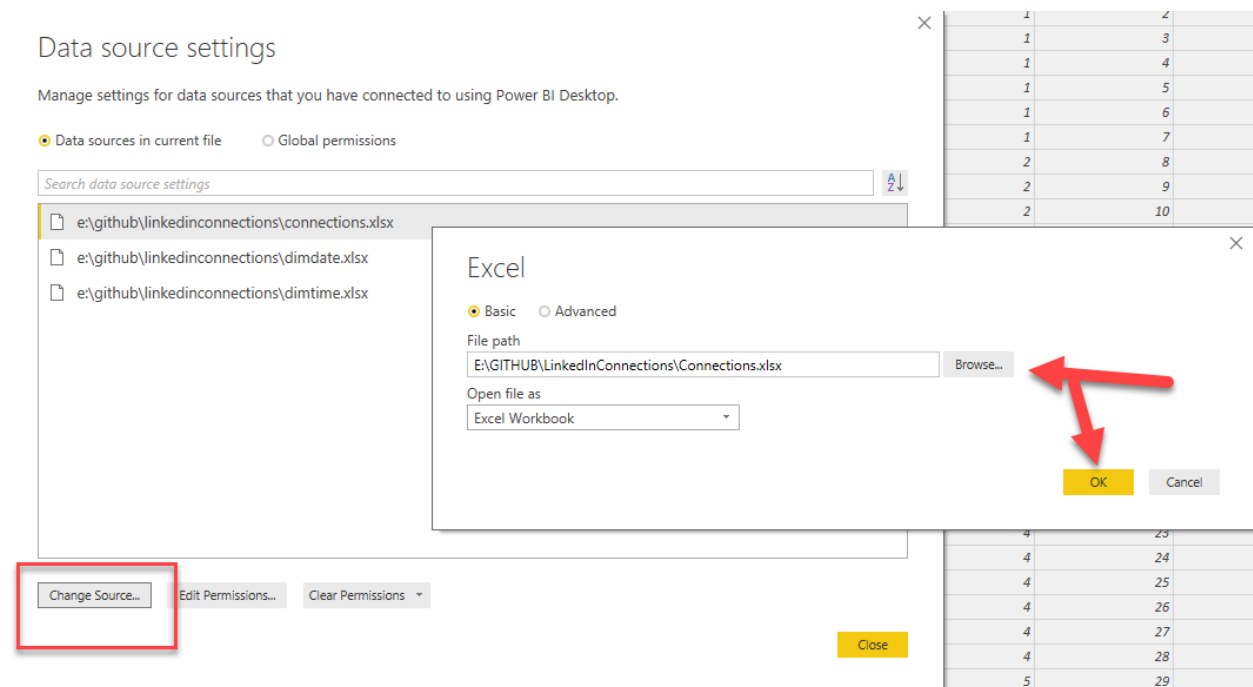 Data source settings
Manage settings for data sources that you have connected to using Power BI Desktop.
Data sources in current file Global permissions
Search data source settings
A
Z
e:\github\linkedinconnections\connections.xlsx
e:\github\linkedinconnections\dimdate.xlsx
e:\github\linkedinconnections\dimtime.xlsx
Change Source... Edit Permissions... Clear Permissions
Close
Excel
Basic Advanced
File path
E:\GITHUB\LinkedInConnections\Connections.xlsx Browse...
Open file as
Excel Workbook
OK Cancel
1 2
1 3
1 4
1 5
1 6
1 7
2 8
2 9
2 10
4 23
4 24
4 25
4 26
4 27
4 28
5 29